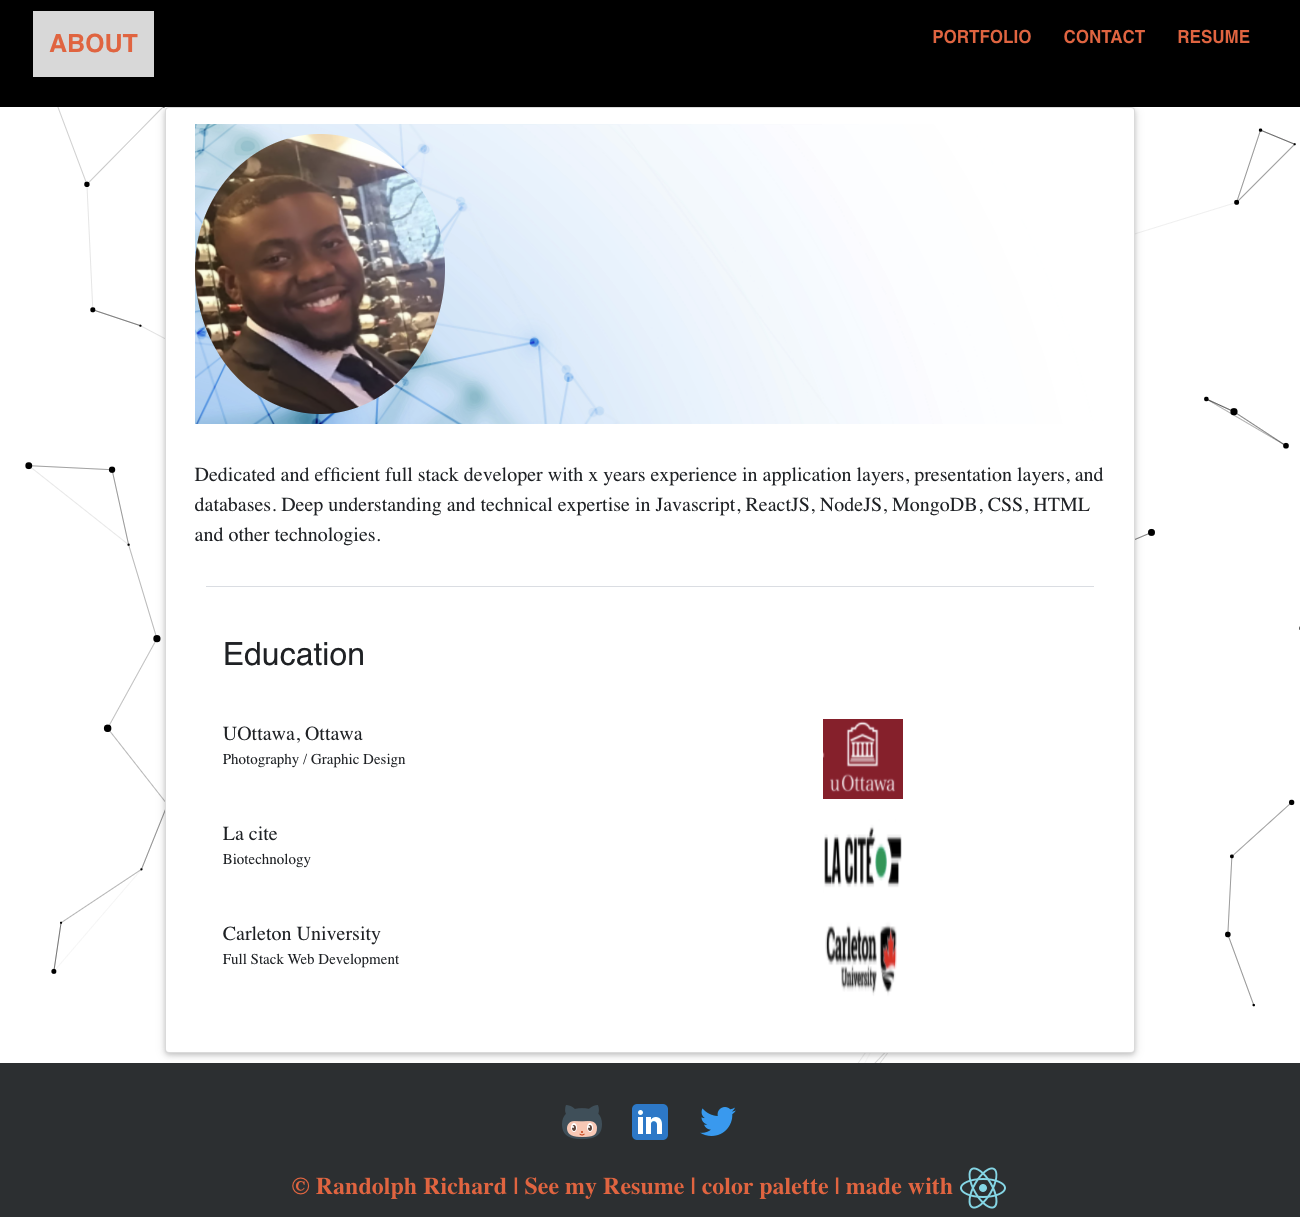 ABOUT
PORTFOLIO CONTACT RESUME
Dedicated and efficient full stack developer with x years experience in application layers, presentation layers, and
databases. Deep understanding and technical expertise in Javascript, ReactJS, NodeJS, MongoDB, CSS, HTML
and other technologies.
Education
UOttawa, Ottawa
Photography / Graphic Design
uOttawa
La cite
Biotechnology
LA CITÉ
Carleton University
Full Stack Web Development
Carleton
University
in
© Randolph Richard | See my Resume | color palette | made with